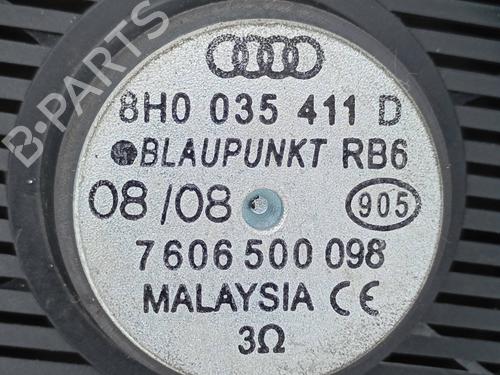 8H0 035 411 D
BLAUPUNKT RB6
08/08
905
7 606 500 098
MALAYSIA CE
3Ω
B-PARTS